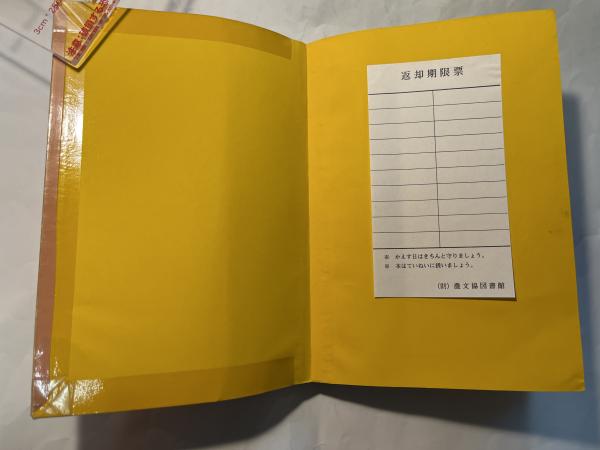 3cm * 280
返却期限票
※ かえす日はきちんと守りましょう。
※ 本はていねいに扱いましょう。
(財) 農文協図書館